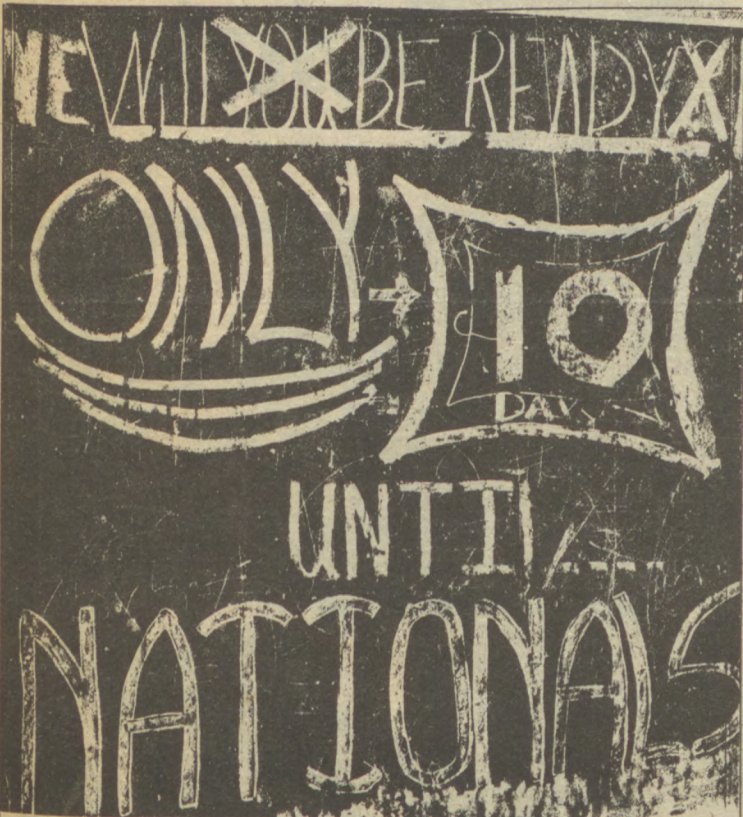 WE WIll YOU BE READY
ONLY → 10
DAYS
UNTIL
NATIONALS